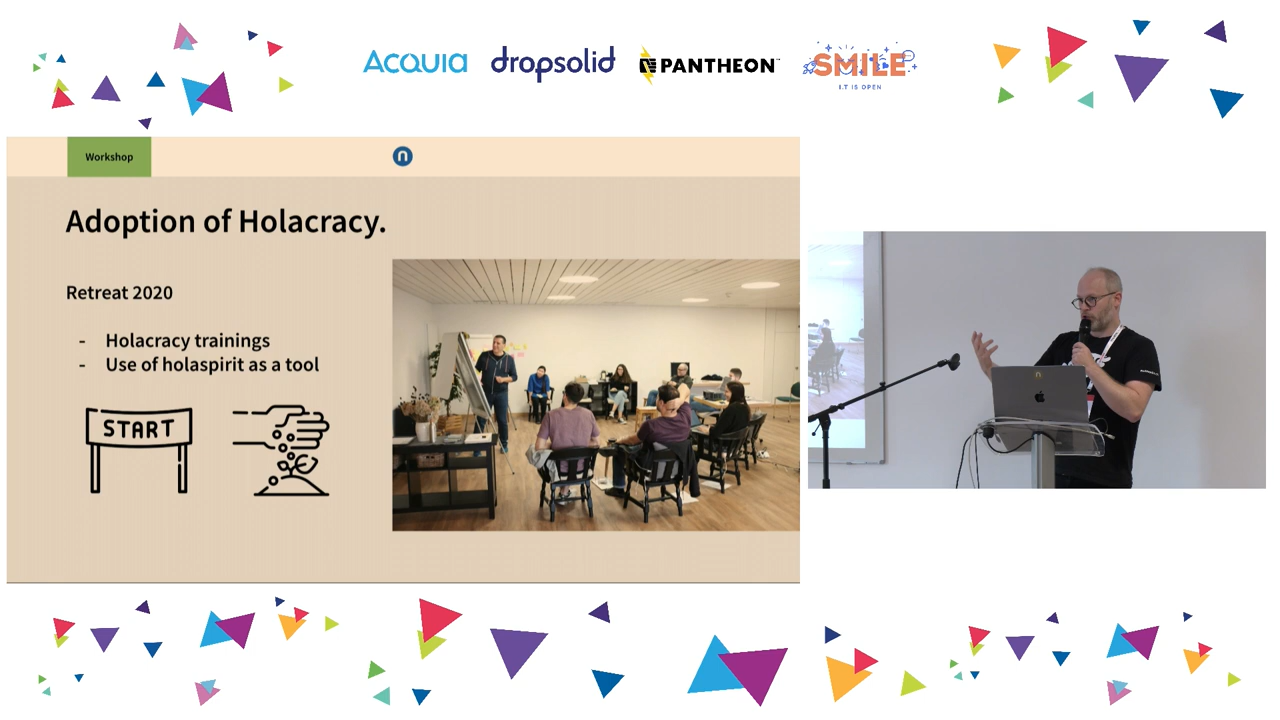 ACQUIA
dropsolid
PANTHEON
SMILE
I.T IS OPEN
Workshop
n
Adoption of Holacracy.
Retreat 2020
- Holacracy trainings
- Use of holaspirit as a tool
START